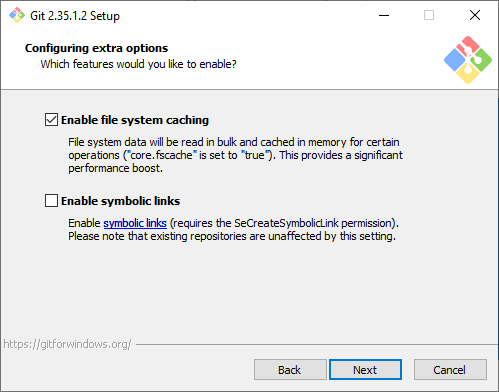 Git 2.35.1.2 Setup
Configuring extra options
Which features would you like to enable?
Enable file system caching
File system data will be read in bulk and cached in memory for certain
operations ("core.fscache" is set to "true"). This provides a significant
performance boost.
Enable symbolic links
Enable symbolic links (requires the SeCreateSymbolicLink permission).
Please note that existing repositories are unaffected by this setting.
https://gitforwindows.org/
Back Next Cancel